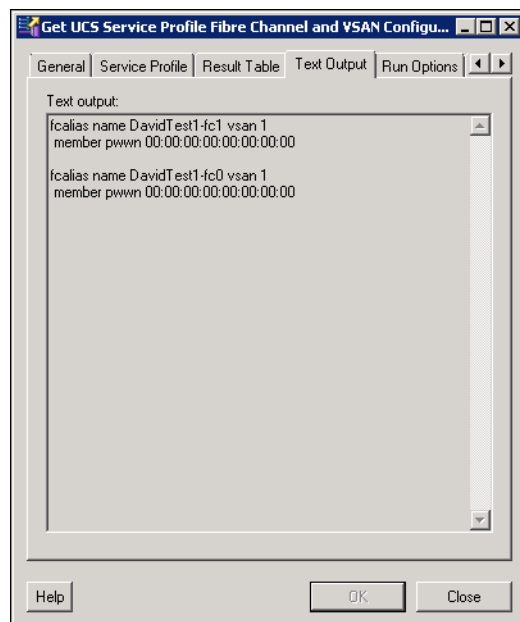 Get UCS Service Profile Fibre Channel and VSAN Configu...
General Service Profile Result Table Text Output Run Options
Text output:
fcalias name DavidTest1-fc1 vsan 1
member pwwn 00:00:00:00:00:00:00:00
fcalias name DavidTest1-fc0 vsan 1
member pwwn 00:00:00:00:00:00:00:00
Help OK Close